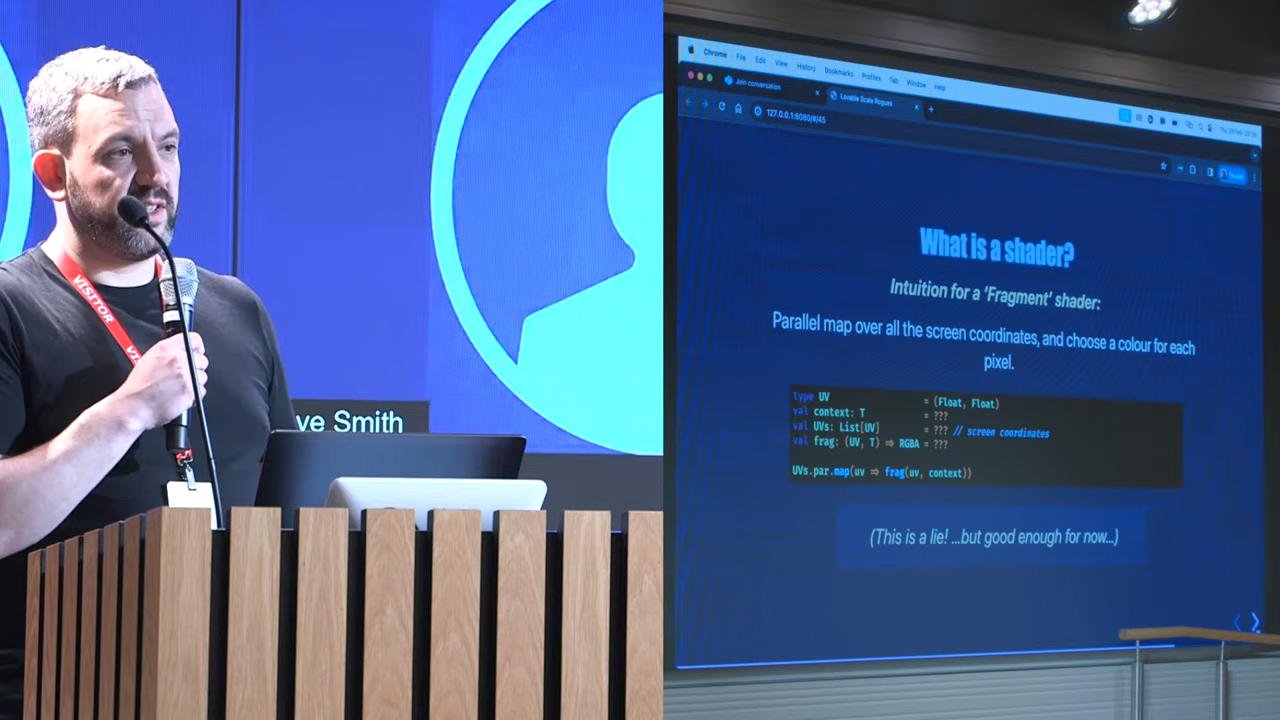 VISITOR
ve Smith
Chrome File Edit View History Bookmarks Profiles Tab Window Help
Join conversation
Lovable Scala Rogues
127.0.0.1:8080/#/45
What is a shader?
Intuition for a ‘Fragment’ shader:
Parallel map over all the screen coordinates, and choose a colour for each
pixel.
type UV = (Float, Float)
val context: T = ???
val UVs: List[UV] = ??? // screen coordinates
val frag: (UV, T) => RGBA = ???
UVs.par.map(uv => frag(uv, context))
(This is a lie! ...but good enough for now...)